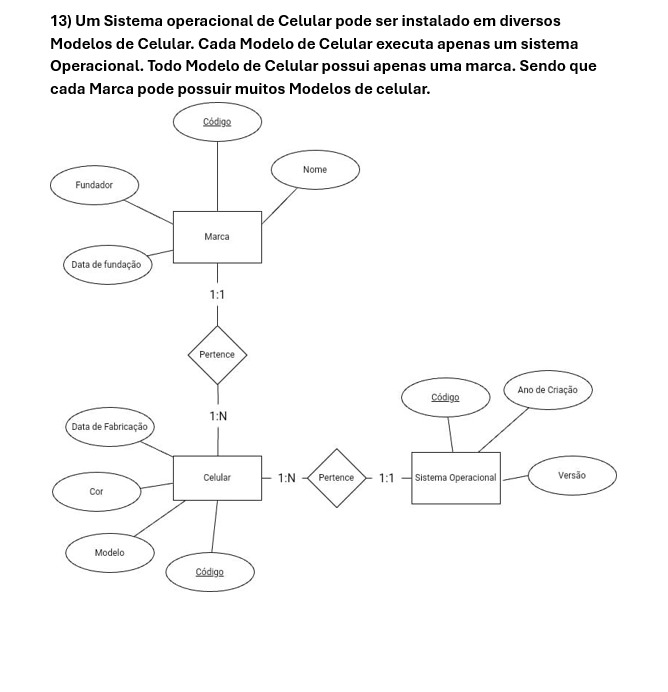 13) Um Sistema operacional de Celular pode ser instalado em diversos
Modelos de Celular. Cada Modelo de Celular executa apenas um sistema
Operacional. Todo Modelo de Celular possui apenas uma marca. Sendo que
cada Marca pode possuir muitos Modelos de celular.
Código
Nome
Fundador
Marca
Data de fundação
1:1
Pertence
Ano de Criação
Código
1:N
Data de Fabricação
Celular
1:N
Pertence
1:1
Sistema Operacional
Versão
Cor
Modelo
Código